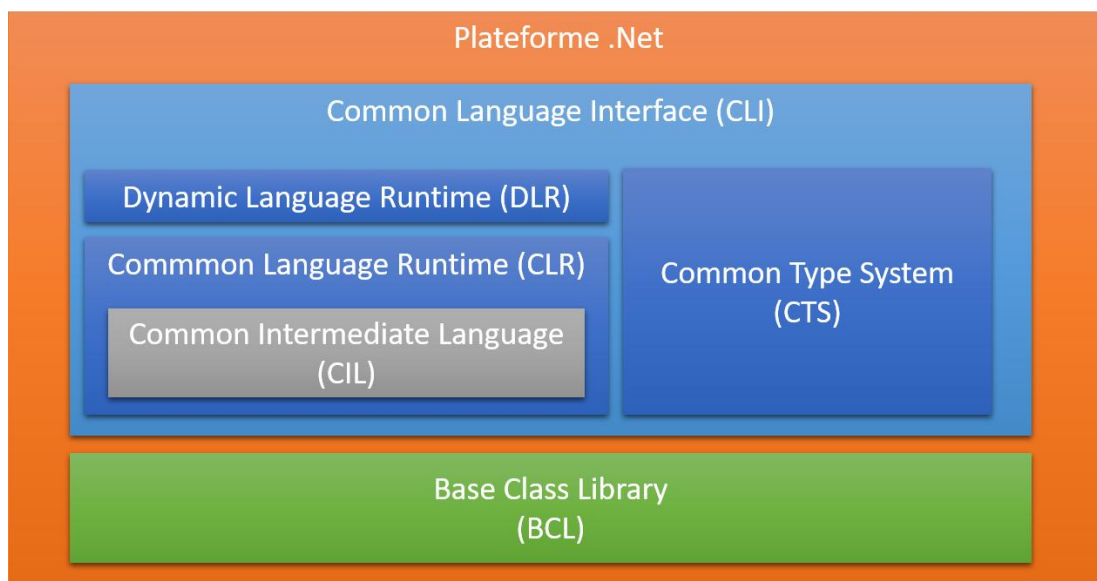 Plateforme .Net
Common Language Interface (CLI)
Dynamic Language Runtime (DLR)
Commmon Language Runtime (CLR)
Common Intermediate Language
(CIL)
Common Type System
(CTS)
Base Class Library
(BCL)